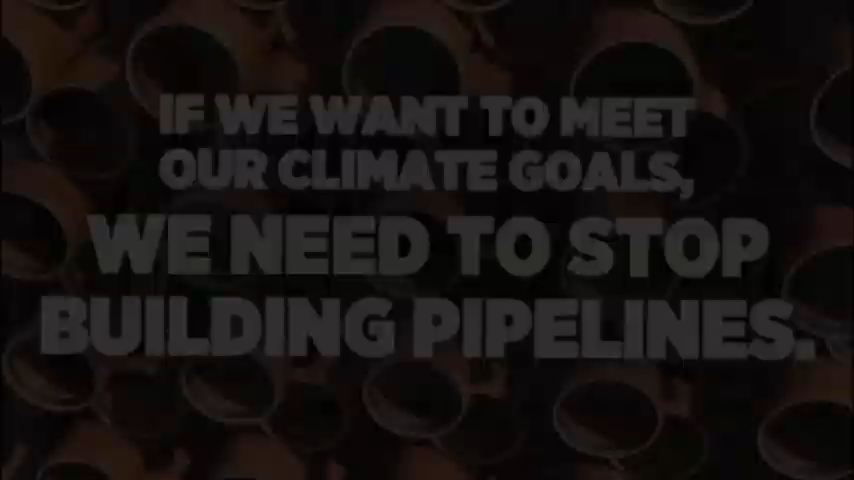 IF WE WANT TO MEET
OUR CLIMATE GOALS,
WE NEED TO STOP
BUILDING PIPELINES.